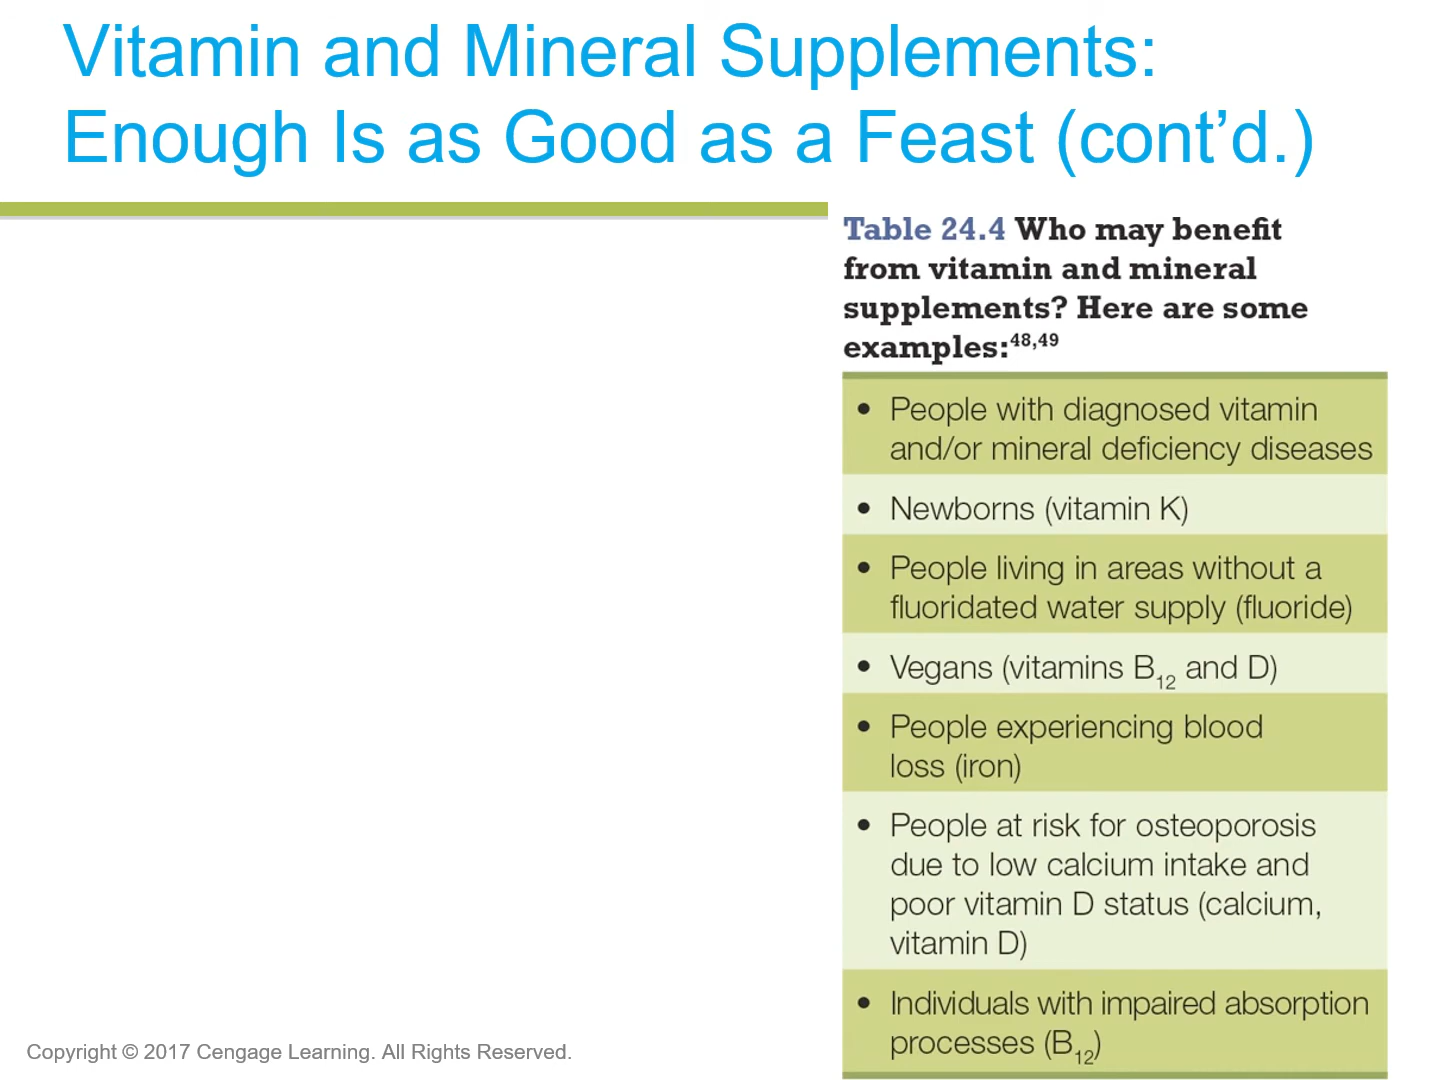 Vitamin and Mineral Supplements:
Enough Is as Good as a Feast (cont’d.)
Table 24.4 Who may benefit
from vitamin and mineral
supplements? Here are some
examples:48,49
• People with diagnosed vitamin
and/or mineral deficiency diseases
• Newborns (vitamin K)
• People living in areas without a
fluoridated water supply (fluoride)
• Vegans (vitamins B12 and D)
• People experiencing blood
loss (iron)
• People at risk for osteoporosis
due to low calcium intake and
poor vitamin D status (calcium,
vitamin D)
• Individuals with impaired absorption
processes (B12)
Copyright © 2017 Cengage Learning. All Rights Reserved.